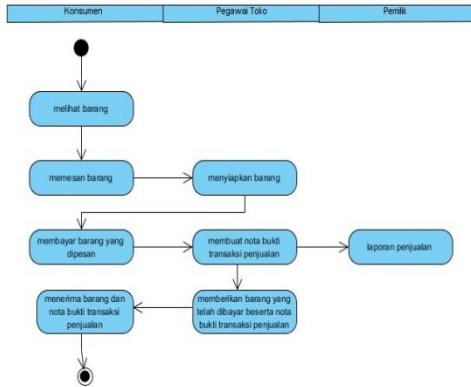 Konsumen
Pegawai Toko
Pemilik
melihat barang
memesan barang
menyiapkan barang
membayar barang yang
dipesan
membuat nota bukti
transaksi penjualan
laporan penjualan
menerima barang dan
nota bukti transaksi
penjualan
memberikan barang yang
telah dibayar beserta nota
bukti transaksi penjualan